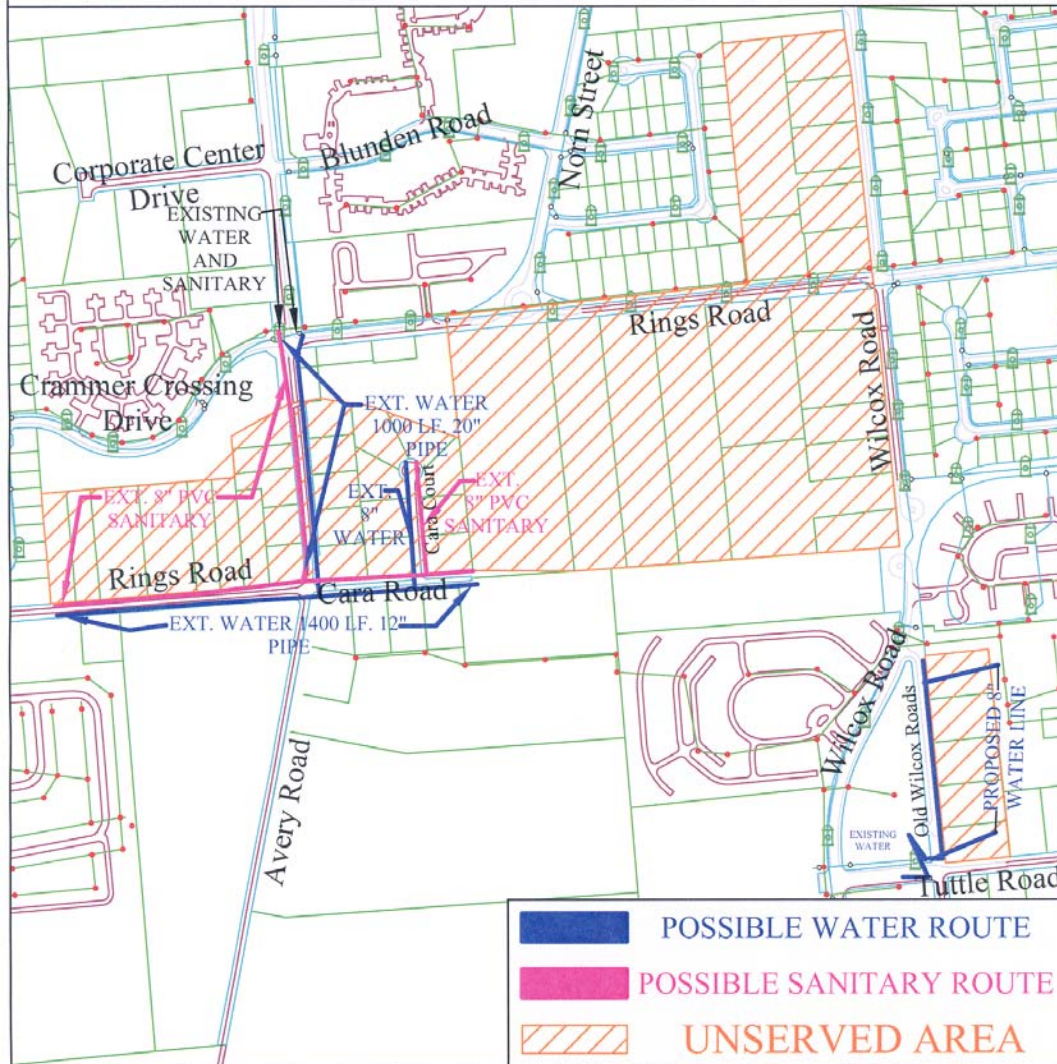 Corporate Center
Drive
Blunden Road
Norn Street
EXISTING
WATER
AND
SANITARY
Rings Road
Wilcox Road
Crammer Crossing
Drive
EXT. WATER
1000 LF. 20"
PIPE
EXT. 8" PVC
SANITARY
EXT.
8"
WATER
Cara Court
EXT.
8" PVC
SANITARY
Rings Road
Cara Road
EXT. WATER 1400 LF. 12"
PIPE
Avery Road
Wilcox Road
Old Wilcox Roads
PROPOSED 8"
WATER LINE
EXISTING
WATER
Tuttle Road
POSSIBLE WATER ROUTE
POSSIBLE SANITARY ROUTE
UNSERVED AREA